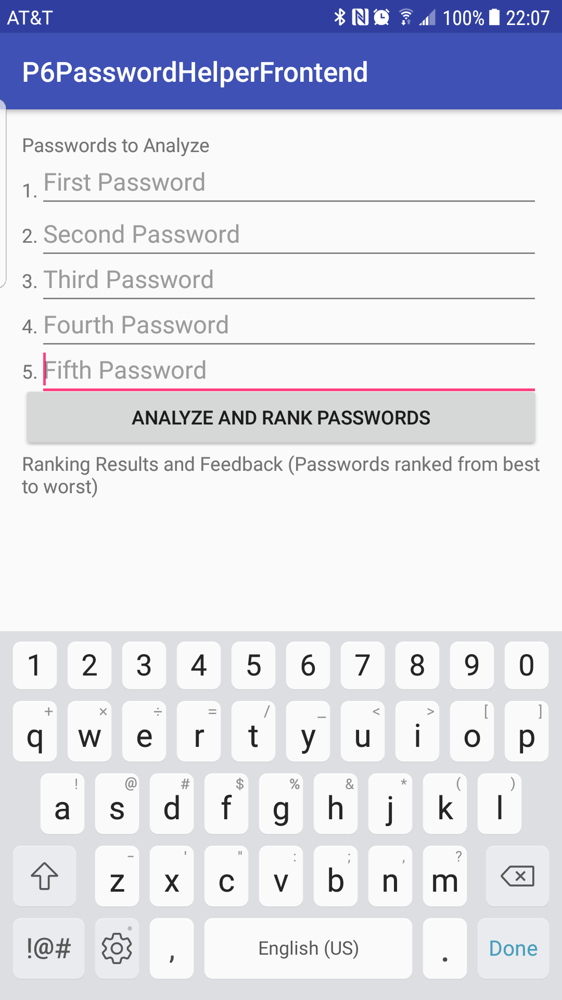 AT&T 100% 22:07
P6PasswordHelperFrontend
Passwords to Analyze
1. First Password
2. Second Password
3. Third Password
4. Fourth Password
5. Fifth Password
ANALYZE AND RANK PASSWORDS
Ranking Results and Feedback (Passwords ranked from best
to worst)
1 2 3 4 5 6 7 8 9 0
+ × ÷ = / _ < > [ ]
q w e r t y u i o p
! @ # $ % & * ( )
a s d f g h j k l
- ' " : ; , ?
z x c v b n m
!@# , English (US) . Done